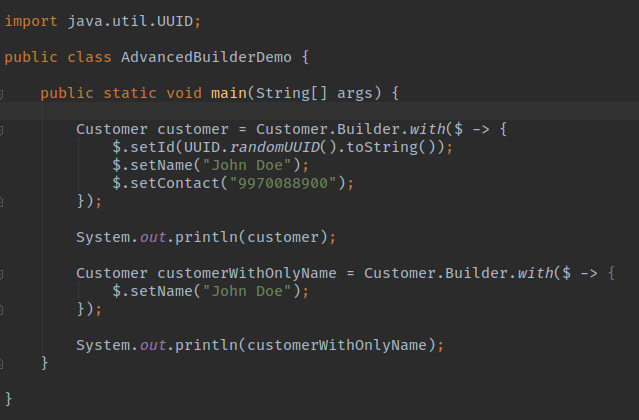 import java.util.UUID;
public class AdvancedBuilderDemo {
public static void main(String[] args) {
Customer customer = Customer.Builder.with($ -> {
$.setId(UUID.randomUUID().toString());
$.setName("John Doe");
$.setContact("9970088900");
});
System.out.println(customer);
Customer customerWithOnlyName = Customer.Builder.with($ -> {
$.setName("John Doe");
});
System.out.println(customerWithOnlyName);
}
}